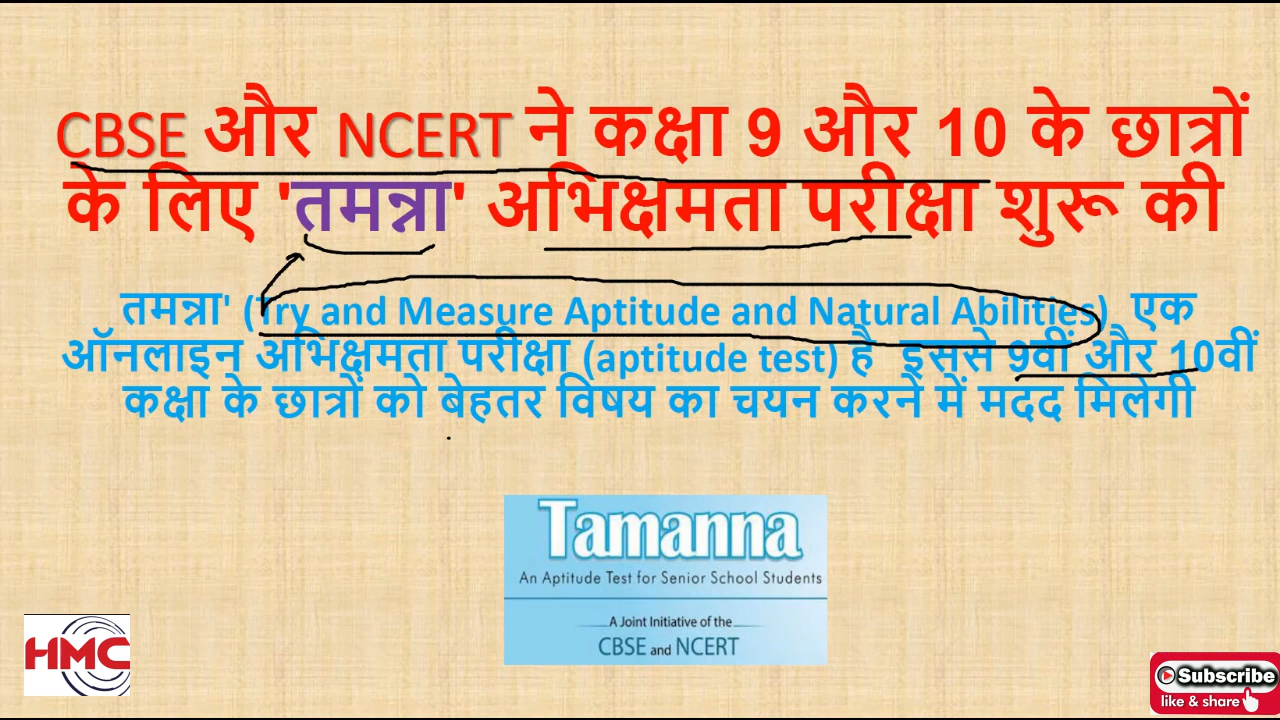 CBSE और NCERT ने कक्षा 9 और 10 के छात्रों
के लिए 'तमन्ना' अभिक्षमता परीक्षा शुरू की
तमन्ना' (Try and Measure Aptitude and Natural Abilities) एक
ऑनलाइन अभिक्षमता परीक्षा (aptitude test) है इससे 9वीं और 10वीं
कक्षा के छात्रों को बेहतर विषय का चयन करने में मदद मिलेगी
Tamanna
An Aptitude Test for Senior School Students
A Joint Initiative of the
CBSE and NCERT
HMC
Subscribe
like & share